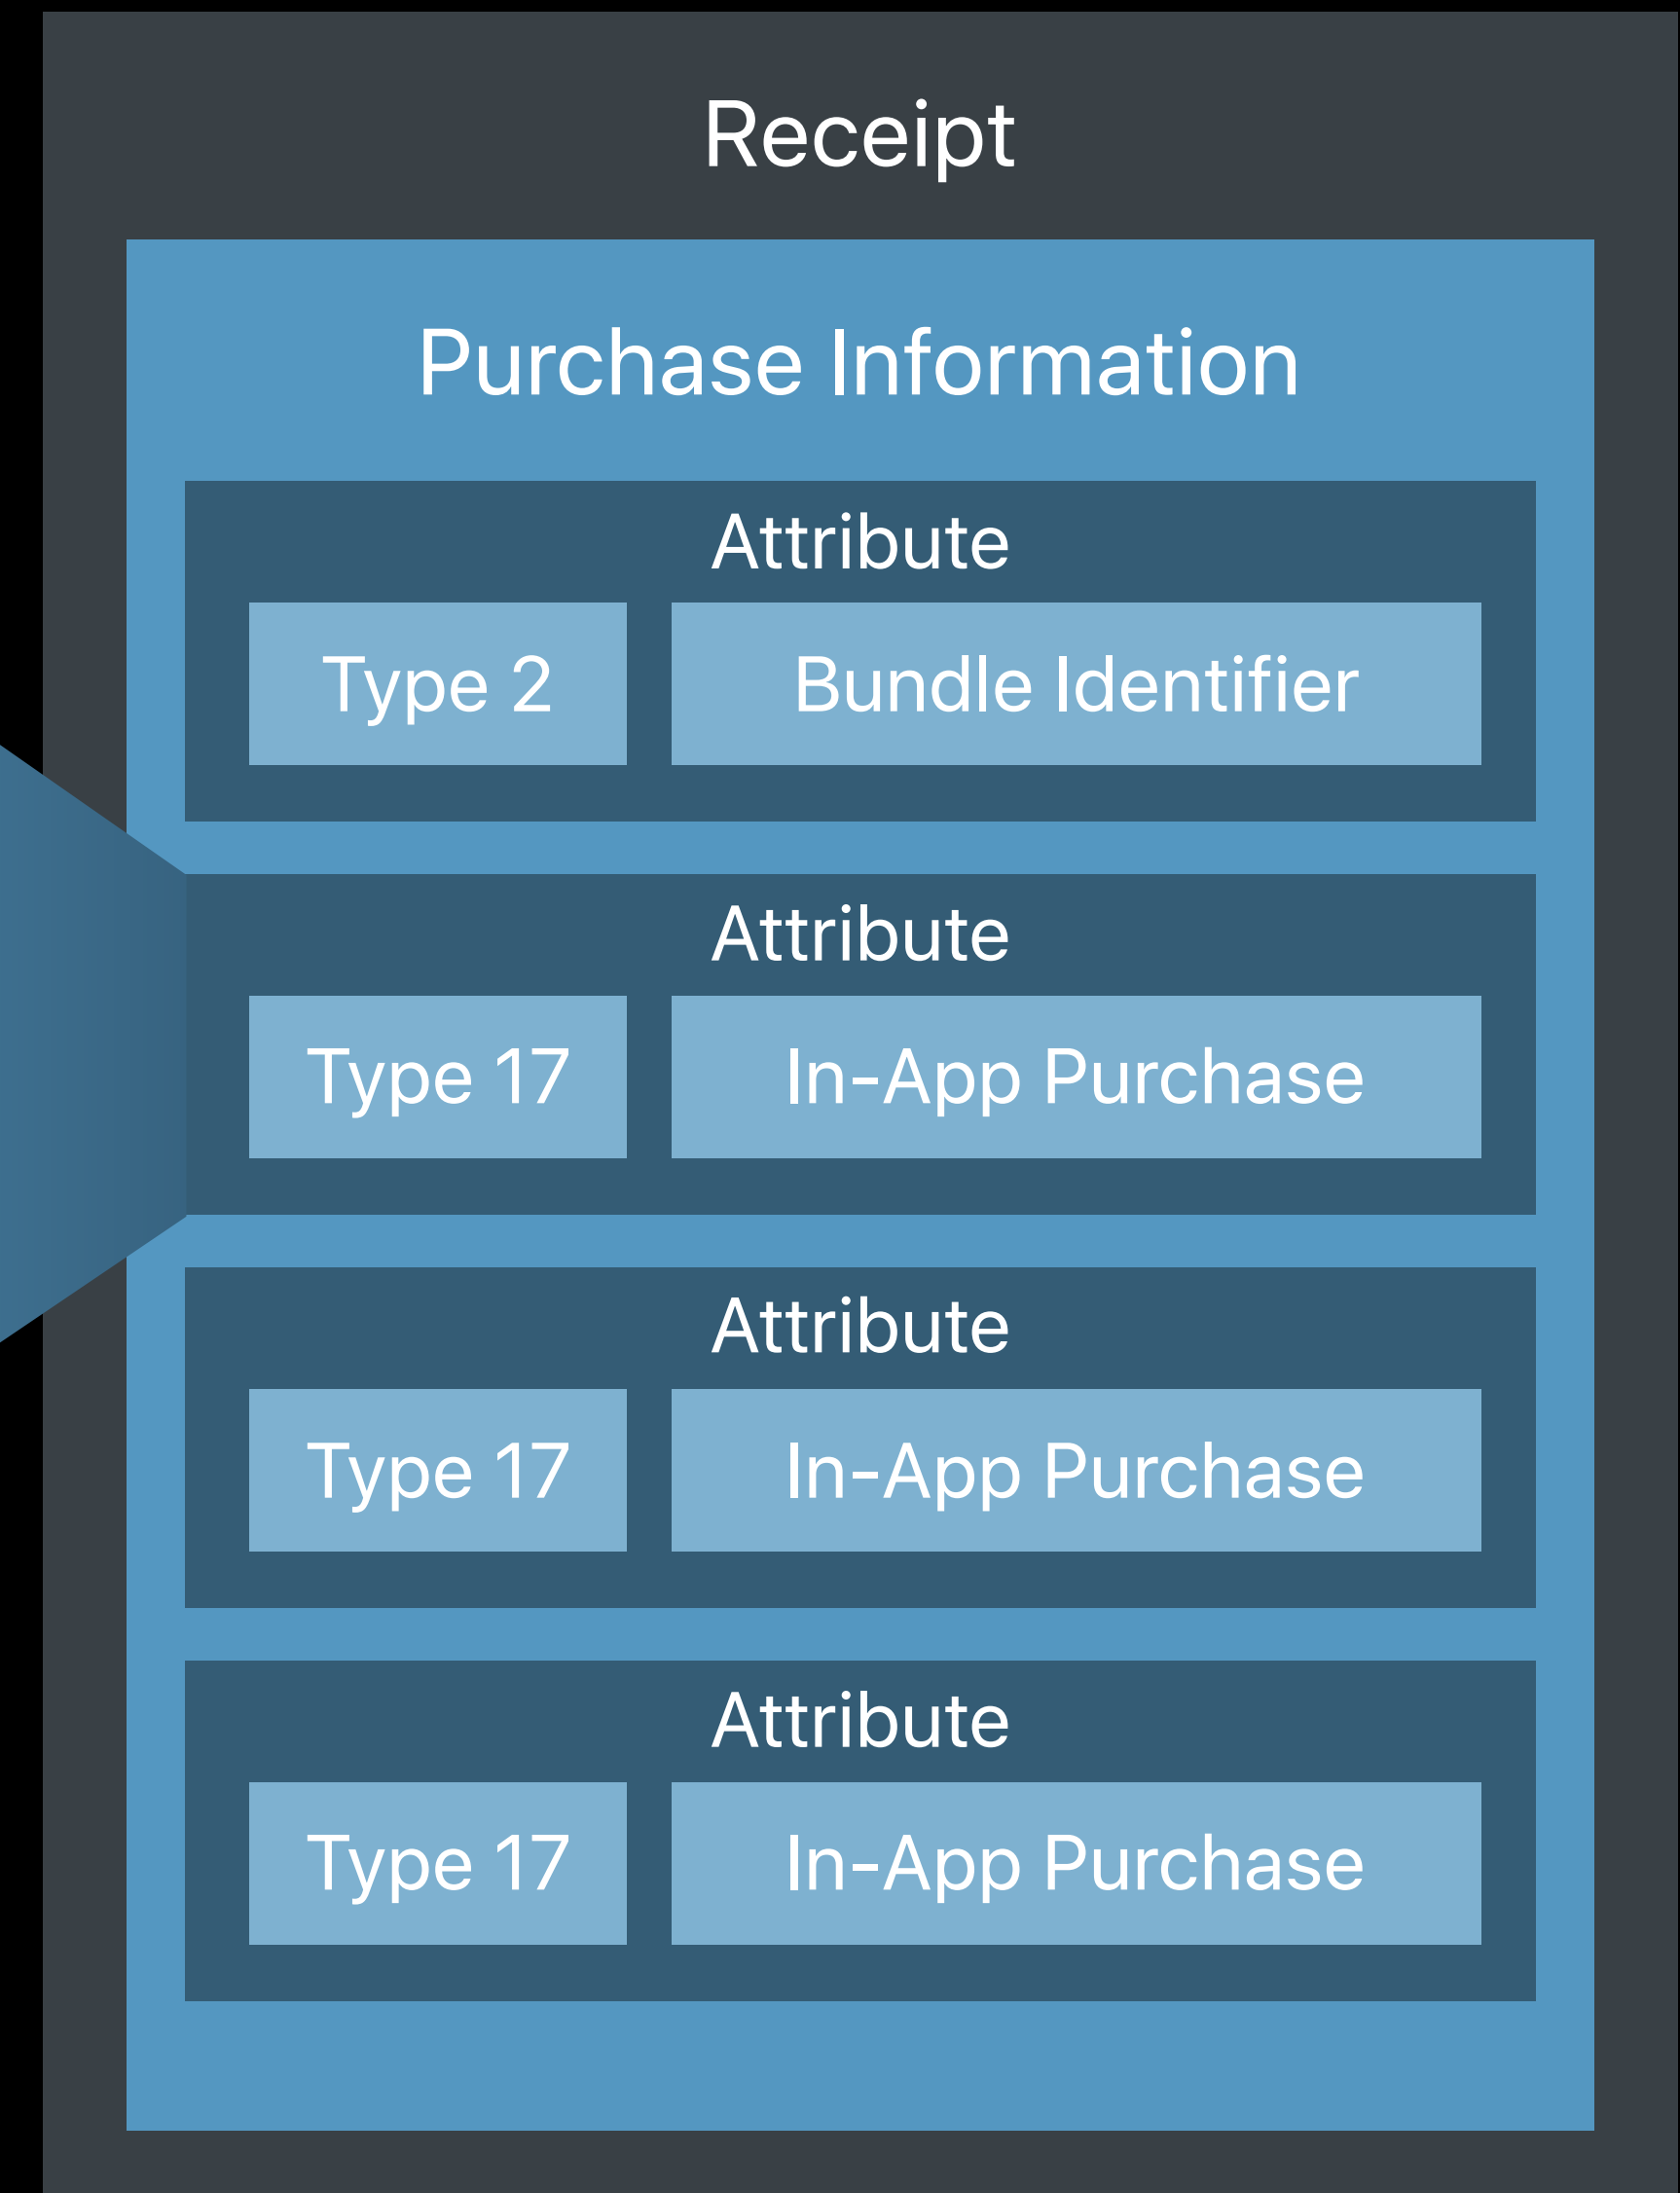 Receipt
Purchase Information
Attribute
Type 2 Bundle Identifier
Attribute
Type 17 In-App Purchase
Attribute
Type 17 In-App Purchase
Attribute
Type 17 In-App Purchase